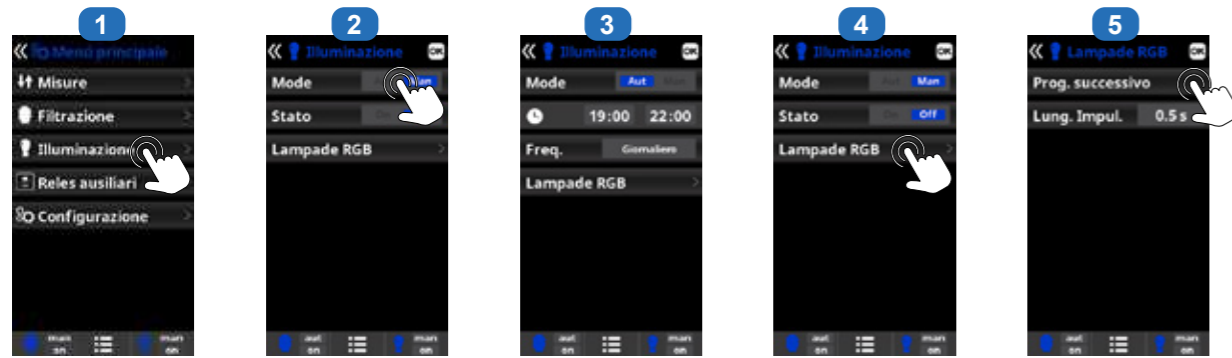 1
Menù principale
Misure
Filtrazione
Illuminazione
Reles ausiliari
Configurazione
man on
man on
2
Illuminazione
OK
Mode Man
Stato
Lampade RGB
aut on
man on
3
Illuminazione
OK
Mode Aut Man
19:00 22:00
Freq. Giornaliero
Lampade RGB
aut on
man on
4
Illuminazione
OK
Mode Aut Man
Stato On Off
Lampade RGB
aut on
man on
5
Lampade RGB
OK
Prog. successivo
Lung. Impul. 0.5 s
aut on
man on